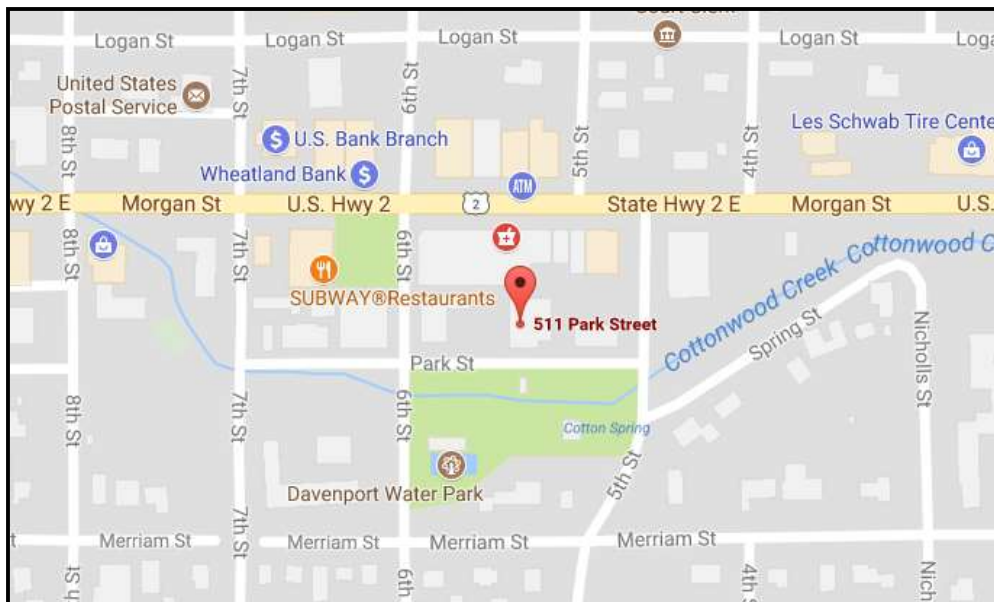 Court Clerk
Logan St
Logan St
Logan St
Logan St
Loga
United States
Postal Service
8th St
7th St
6th St
5th St
4th St
U.S. Bank Branch
Wheatland Bank
ATM
Les Schwab Tire Cente
wy 2 E
Morgan St
U.S. Hwy 2
2
State Hwy 2 E
Morgan St
U.S.
8th St
7th St
6th St
SUBWAY®Restaurants
511 Park Street
Cottonwood Creek
Cottonwood C
Spring St
Nicholls St
Park St
8th St
7th St
6th St
Cotton Spring
5th St
Davenport Water Park
t
Merriam St
7th St
Merriam St
Merriam St
Merriam St
h St
6th
4th St
Nich